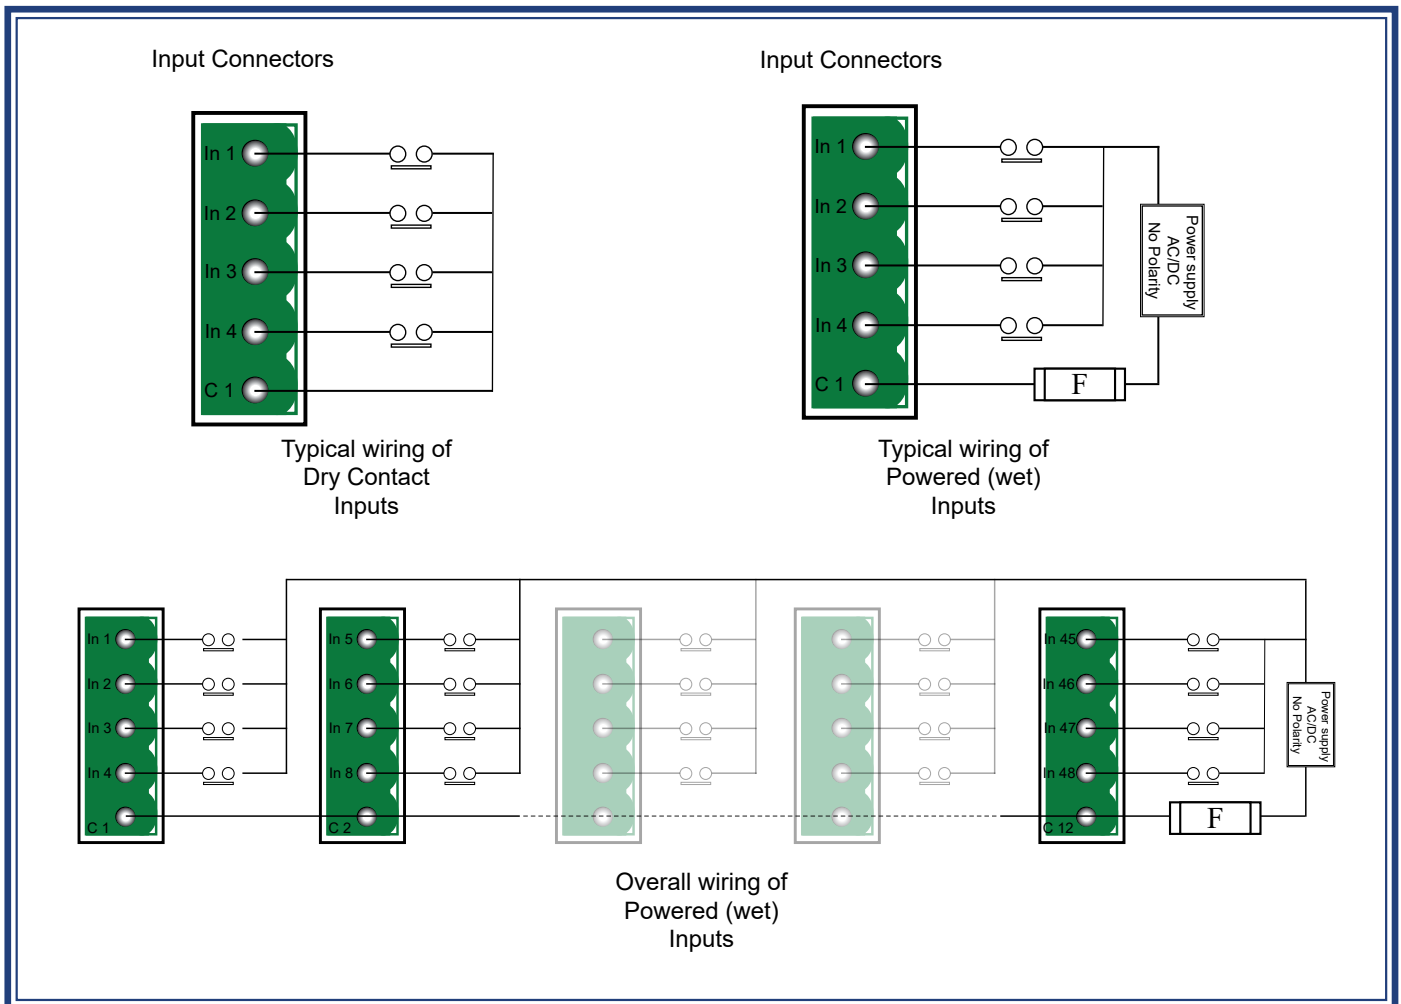 Input Connectors
In 1
In 2
In 3
In 4
C 1
Typical wiring of
Dry Contact
Inputs
Input Connectors
In 1
In 2
In 3
In 4
C 1
Power supply
AC/DC
No Polarity
F
Typical wiring of
Powered (wet)
Inputs
In 1
In 2
In 3
In 4
C 1
In 5
In 6
In 7
In 8
C 2
In 45
In 46
In 47
In 48
C 12
Power supply
AC/DC
No Polarity
F
Overall wiring of
Powered (wet)
Inputs